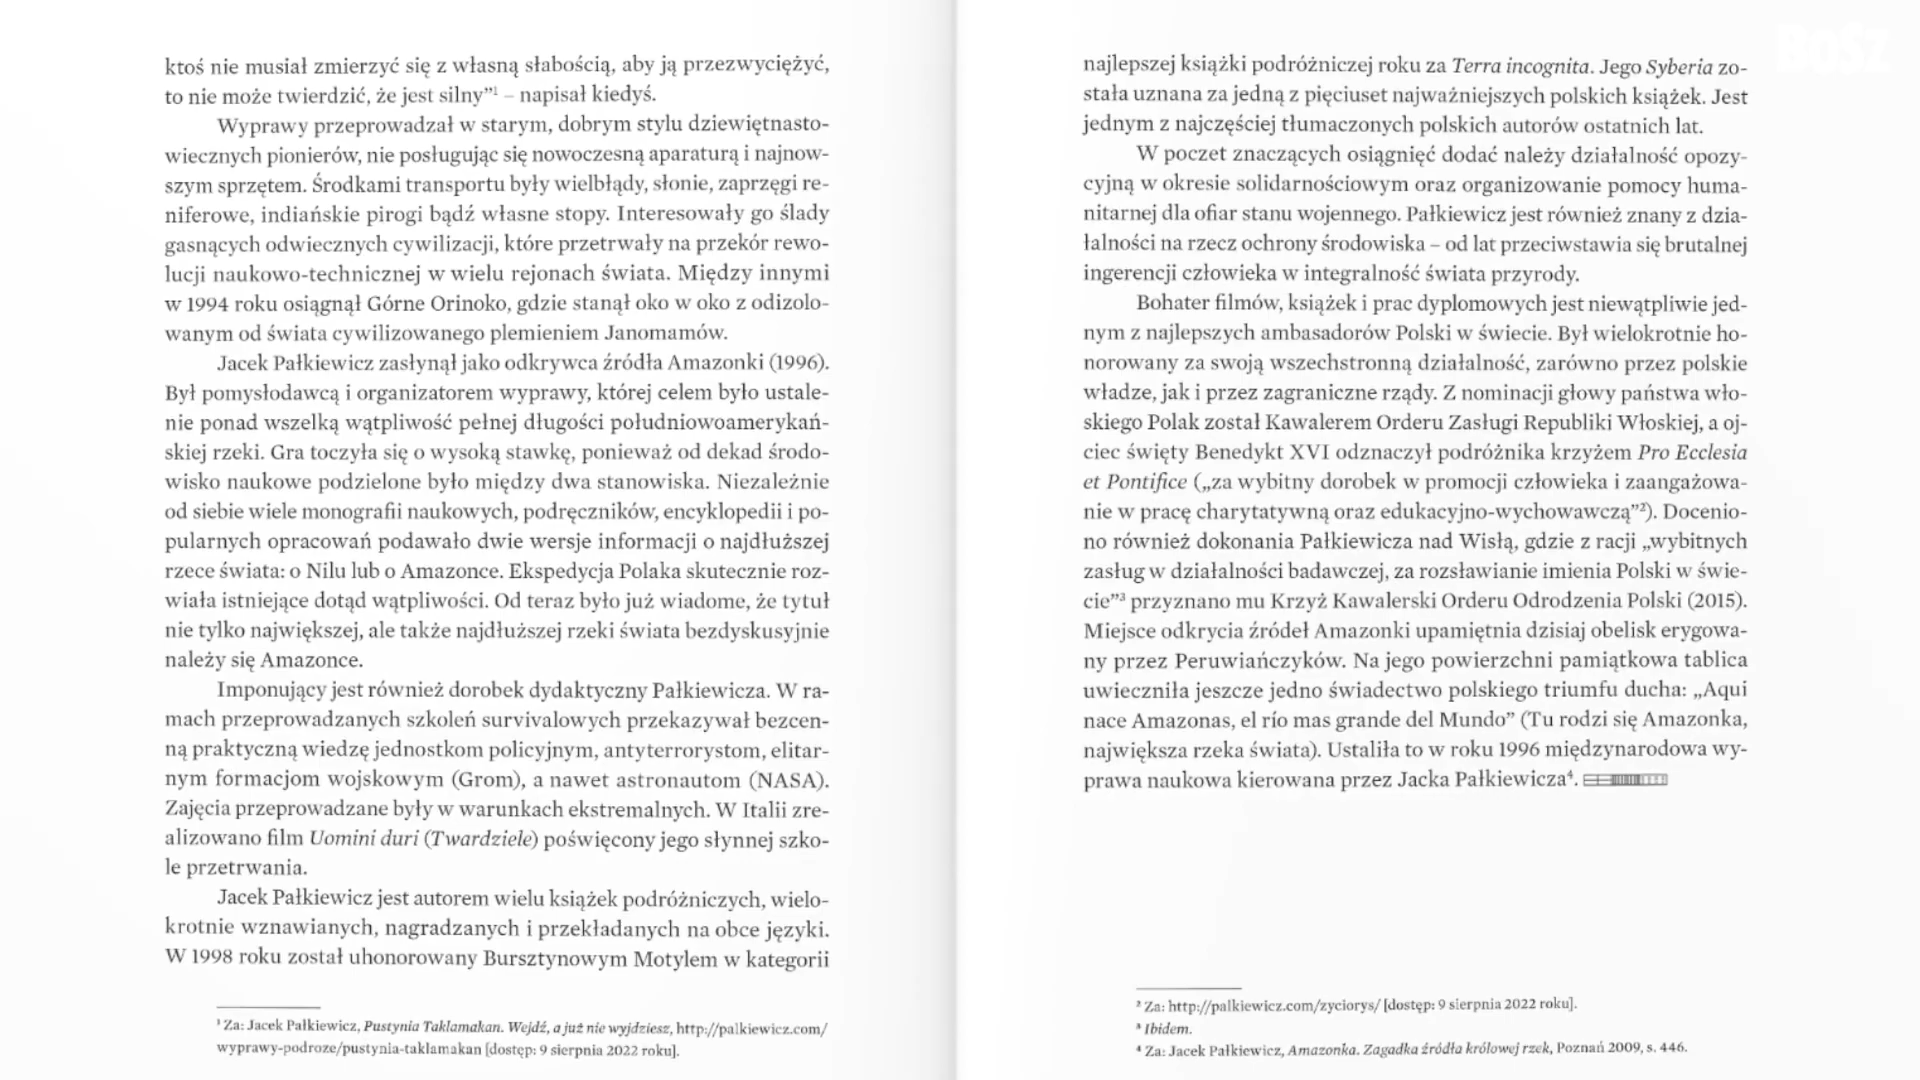 ktoś nie musiał zmierzyć się z własną słabością, aby ją przezwyciężyć,
to nie może twierdzić, że jest silny”¹ – napisał kiedyś.
Wyprawy przeprowadzał w starym, dobrym stylu dziewiętnasto-
wiecznych pionierów, nie posługując się nowoczesną aparaturą i najnow-
szym sprzętem. Środkami transportu były wielbłądy, słonie, zaprzęgi re-
niferowe, indiańskie pirogi bądź własne stopy. Interesowały go ślady
gasnących odwiecznych cywilizacji, które przetrwały na przekór rewo-
lucji naukowo-technicznej w wielu rejonach świata. Między innymi
w 1994 roku osiągnął Górne Orinoko, gdzie stanął oko w oko z odizolo-
wanym od świata cywilizowanego plemieniem Janomamów.
Jacek Pałkiewicz zasłynął jako odkrywca źródła Amazonki (1996).
Był pomysłodawcą i organizatorem wyprawy, której celem było ustale-
nie ponad wszelką wątpliwość pełnej długości południowoamerykań-
skiej rzeki. Gra toczyła się o wysoką stawkę, ponieważ od dekad środo-
wisko naukowe podzielone było między dwa stanowiska. Niezależnie
od siebie wiele monografii naukowych, podręczników, encyklopedii i po-
pularnych opracowań podawało dwie wersje informacji o najdłuższej
rzece świata: o Nilu lub o Amazonce. Ekspedycja Polaka skutecznie roz-
wiała istniejące dotąd wątpliwości. Od teraz było już wiadome, że tytuł
nie tylko największej, ale także najdłuższej rzeki świata bezdyskusyjnie
należy się Amazonce.
Imponujący jest również dorobek dydaktyczny Pałkiewicza. W ra-
mach przeprowadzanych szkoleń survivalowych przekazywał bezcen-
ną praktyczną wiedzę jednostkom policyjnym, antyterrorystom, elitar-
nym formacjom wojskowym (Grom), a nawet astronautom (NASA).
Zajęcia przeprowadzane były w warunkach ekstremalnych. W Italii zre-
alizowano film Uomini duri (Twardziele) poświęcony jego słynnej szko-
le przetrwania.
Jacek Pałkiewicz jest autorem wielu książek podróżniczych, wielo-
krotnie wznawianych, nagradzanych i przekładanych na obce języki.
W 1998 roku został uhonorowany Bursztynowym Motylem w kategorii
¹ Za: Jacek Pałkiewicz, Pustynia Taklamakan. Wejdź, a już nie wyjdziesz, http://palkiewicz.com/
wyprawy-podroze/pustynia-taklamakan [dostęp: 9 sierpnia 2022 roku].
BOSZ
najlepszej książki podróżniczej roku za Terra incognita. Jego Syberia zo-
stała uznana za jedną z pięciuset najważniejszych polskich książek. Jest
jednym z najczęściej tłumaczonych polskich autorów ostatnich lat.
W poczet znaczących osiągnięć dodać należy działalność opozy-
cyjną w okresie solidarnościowym oraz organizowanie pomocy huma-
nitarnej dla ofiar stanu wojennego. Pałkiewicz jest również znany z dzia-
łalności na rzecz ochrony środowiska – od lat przeciwstawia się brutalnej
ingerencji człowieka w integralność świata przyrody.
Bohater filmów, książek i prac dyplomowych jest niewątpliwie jed-
nym z najlepszych ambasadorów Polski w świecie. Był wielokrotnie ho-
norowany za swoją wszechstronną działalność, zarówno przez polskie
władze, jak i przez zagraniczne rządy. Z nominacji głowy państwa wło-
skiego Polak został Kawalerem Orderu Zasługi Republiki Włoskiej, a oj-
ciec święty Benedykt XVI odznaczył podróżnika krzyżem Pro Ecclesia
et Pontifice („za wybitny dorobek w promocji człowieka i zaangażowa-
nie w pracę charytatywną oraz edukacyjno-wychowawczą”²). Docenio-
no również dokonania Pałkiewicza nad Wisłą, gdzie z racji „wybitnych
zasług w działalności badawczej, za rozsławianie imienia Polski w świe-
cie”³ przyznano mu Krzyż Kawalerski Orderu Odrodzenia Polski (2015).
Miejsce odkrycia źródeł Amazonki upamiętnia dzisiaj obelisk erygowa-
ny przez Peruwiańczyków. Na jego powierzchni pamiątkowa tablica
uwieczniła jeszcze jedno świadectwo polskiego triumfu ducha: „Aqui
nace Amazonas, el río mas grande del Mundo” (Tu rodzi się Amazonka,
największa rzeka świata). Ustaliła to w roku 1996 międzynarodowa wy-
prawa naukowa kierowana przez Jacka Pałkiewicza⁴.
² Za: http://palkiewicz.com/zyciorys/ [dostęp: 9 sierpnia 2022 roku].
³ Ibidem.
⁴ Za: Jacek Pałkiewicz, Amazonka. Zagadka źródła królowej rzek, Poznań 2009, s. 446.